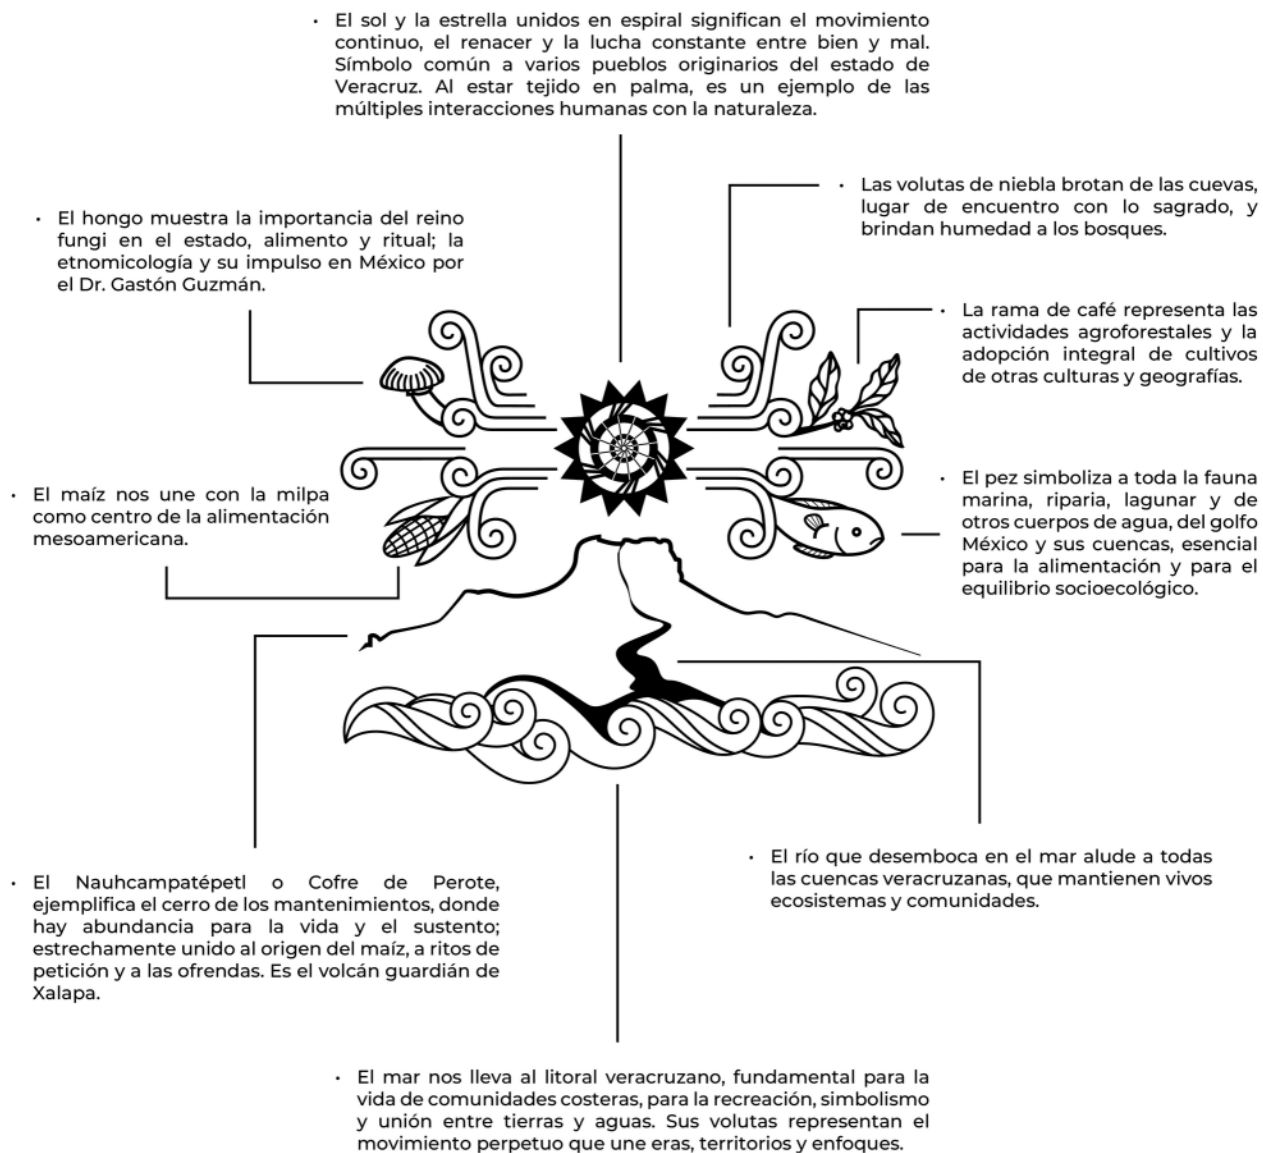 · El sol y la estrella unidos en espiral significan el movimiento
continuo, el renacer y la lucha constante entre bien y mal.
Símbolo común a varios pueblos originarios del estado de
Veracruz. Al estar tejido en palma, es un ejemplo de las
múltiples interacciones humanas con la naturaleza.
· Las volutas de niebla brotan de las cuevas,
lugar de encuentro con lo sagrado, y
brindan humedad a los bosques.
· El hongo muestra la importancia del reino
fungi en el estado, alimento y ritual; la
etnomicología y su impulso en México por
el Dr. Gastón Guzmán.
· La rama de café representa las
actividades agroforestales y la
adopción integral de cultivos
de otras culturas y geografías.
· El maíz nos une con la milpa
como centro de la alimentación
mesoamericana.
· El pez simboliza a toda la fauna
marina, riparia, lagunar y de
otros cuerpos de agua, del golfo
México y sus cuencas, esencial
para la alimentación y para el
equilibrio socioecológico.
· El Nauhcampatépetl o Cofre de Perote,
ejemplifica el cerro de los mantenimientos, donde
hay abundancia para la vida y el sustento;
estrechamente unido al origen del maíz, a ritos de
petición y a las ofrendas. Es el volcán guardián de
Xalapa.
· El río que desemboca en el mar alude a todas
las cuencas veracruzanas, que mantienen vivos
ecosistemas y comunidades.
· El mar nos lleva al litoral veracruzano, fundamental para la
vida de comunidades costeras, para la recreación, simbolismo
y unión entre tierras y aguas. Sus volutas representan el
movimiento perpetuo que une eras, territorios y enfoques.